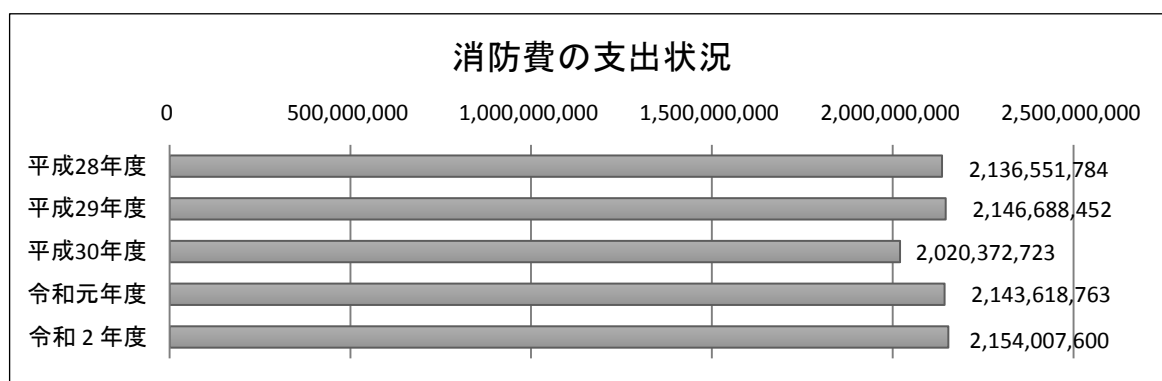 消防費の支出状況
0 500,000,000 1,000,000,000 1,500,000,000 2,000,000,000 2,500,000,000
平成28年度 2,136,551,784
平成29年度 2,146,688,452
平成30年度 2,020,372,723
令和元年度 2,143,618,763
令和２年度 2,154,007,600